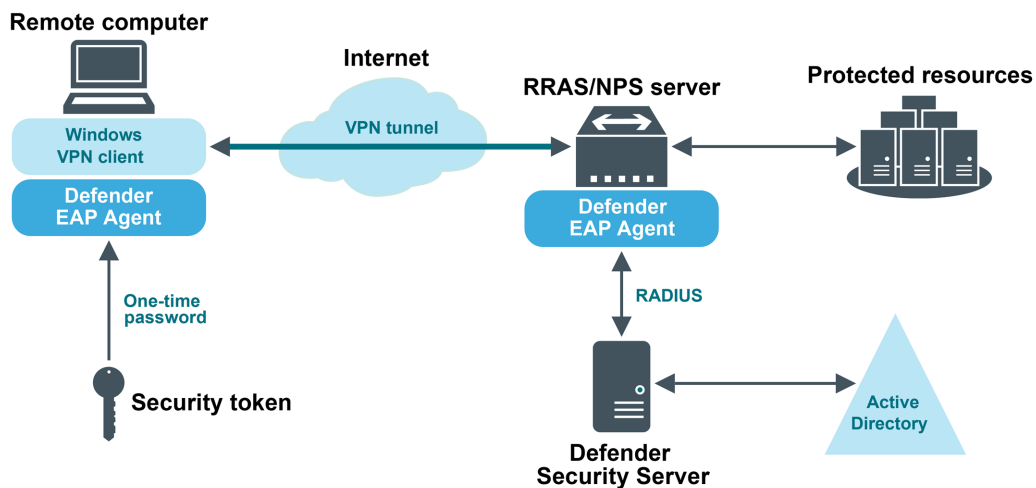 Remote computer
Windows
VPN client
Defender
EAP Agent
One-time
password
Security token
Internet
VPN tunnel
RRAS/NPS server
Defender
EAP Agent
RADIUS
Defender
Security Server
Protected resources
Active
Directory